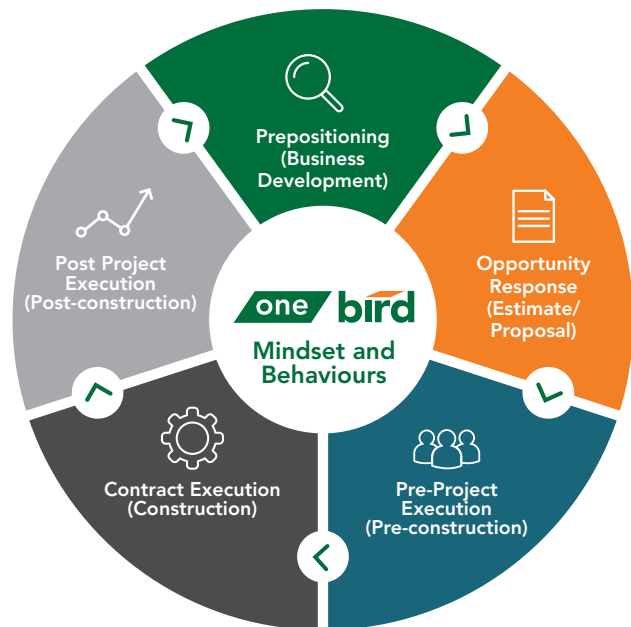 Prepositioning
(Business
Development)
Opportunity
Response
(Estimate/
Proposal)
Pre-Project
Execution
(Pre-construction)
Contract Execution
(Construction)
Post Project
Execution
(Post-construction)
one bird
Mindset and
Behaviours